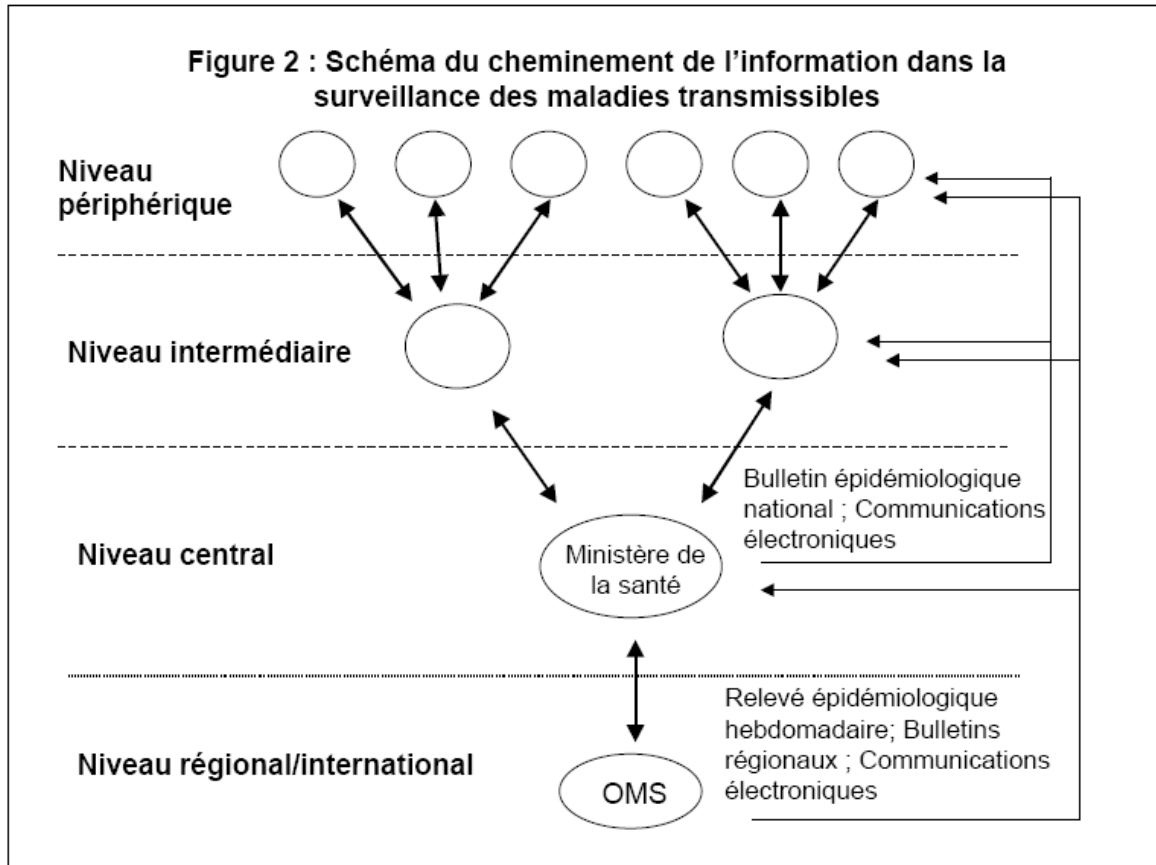 Figure 2 : Schéma du cheminement de l’information dans la
surveillance des maladies transmissibles
Niveau
périphérique
Niveau intermédiaire
Bulletin épidémiologique
national ; Communications
électroniques
Niveau central
Ministère de
la santé
Relevé épidémiologique
hebdomadaire; Bulletins
régionaux ; Communications
électroniques
Niveau régional/international
OMS